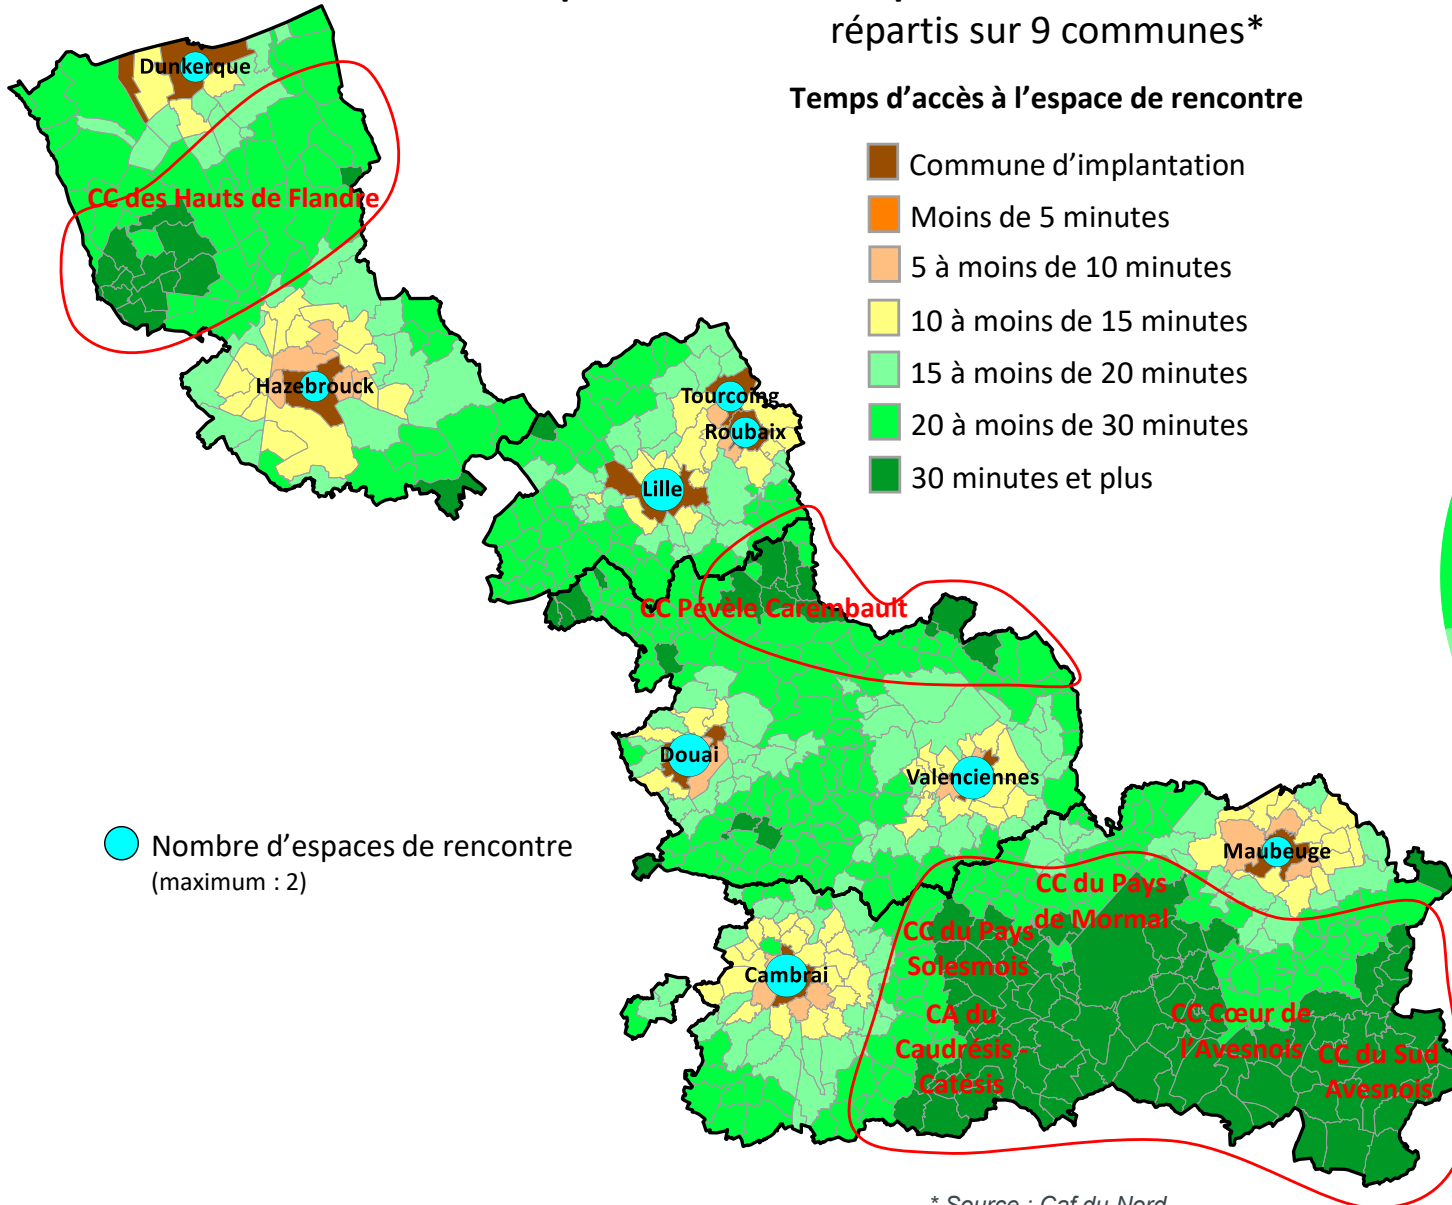 répartis sur 9 communes*
Temps d'accès à l'espace de rencontre
Commune d'implantation
Moins de 5 minutes
5 à moins de 10 minutes
10 à moins de 15 minutes
15 à moins de 20 minutes
20 à moins de 30 minutes
30 minutes et plus
Dunkerque
CC des Hauts de Flandre
Hazebrouck
Tourcoing
Roubaix
Lille
CC Pévèle Carembault
Douai
Valenciennes
Nombre d'espaces de rencontre
(maximum : 2)
Maubeuge
CC du Pays
de Mormal
CC du Pays
Solesmois
Cambrai
CA du
Caudrésis -
Catésis
CC Cœur de
l'Avesnois
CC du Sud
Avesnois
* Source : Caf du Nord